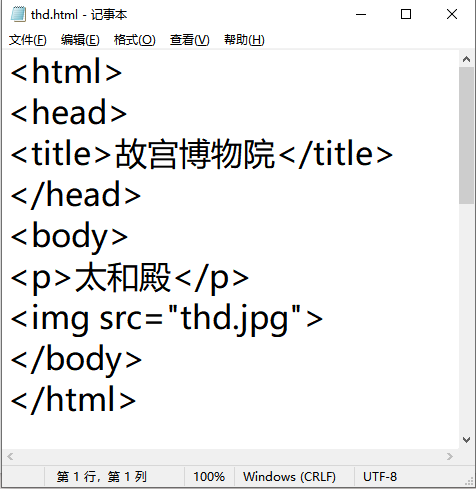 thd.html - 记事本
文件(F) 编辑(E) 格式(O) 查看(V) 帮助(H)
<html>
<head>
<title>故宫博物院</title>
</head>
<body>
<p>太和殿</p>
<img src="thd.jpg">
</body>
</html>
第 1 行，第 1 列 100% Windows (CRLF) UTF-8